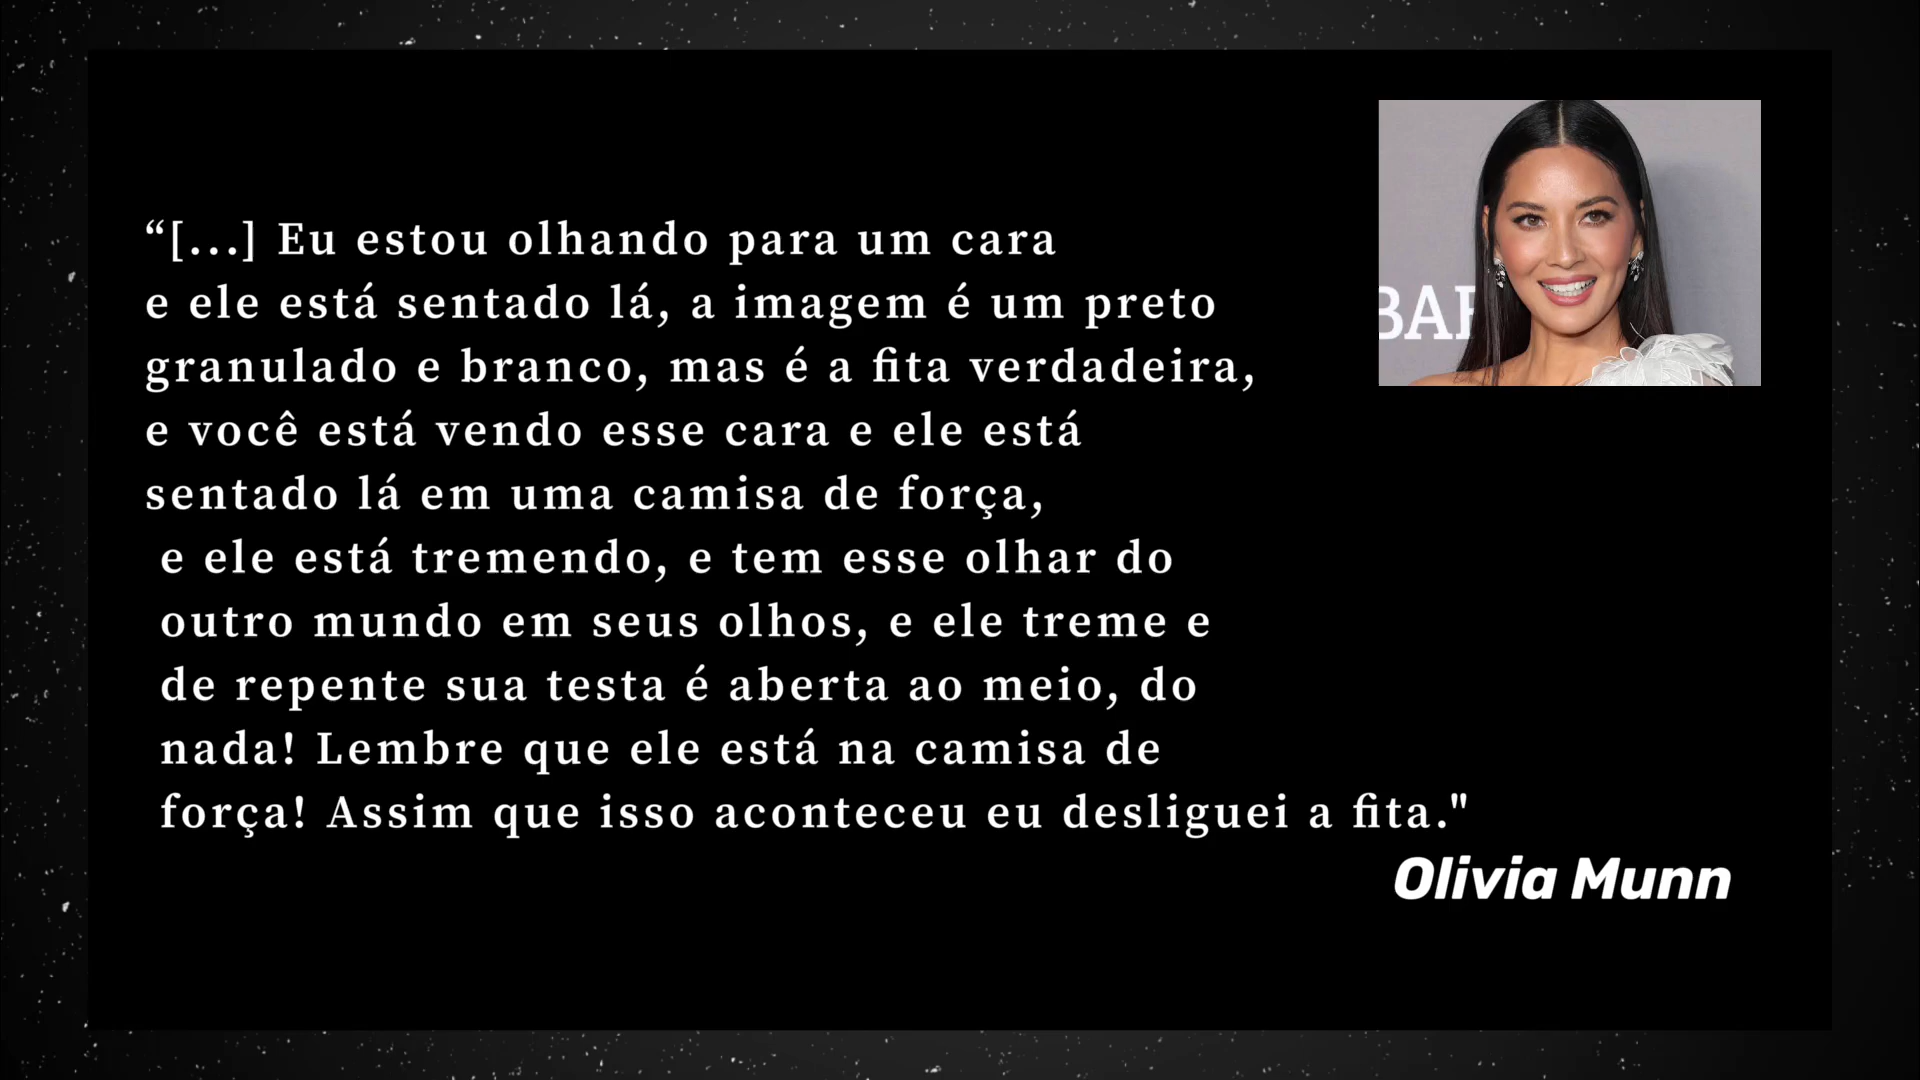 “[...] Eu estou olhando para um cara
e ele está sentado lá, a imagem é um preto
granulado e branco, mas é a fita verdadeira,
e você está vendo esse cara e ele está
sentado lá em uma camisa de força,
e ele está tremendo, e tem esse olhar do
outro mundo em seus olhos, e ele treme e
de repente sua testa é aberta ao meio, do
nada! Lembre que ele está na camisa de
força! Assim que isso aconteceu eu desliguei a fita."
Olivia Munn